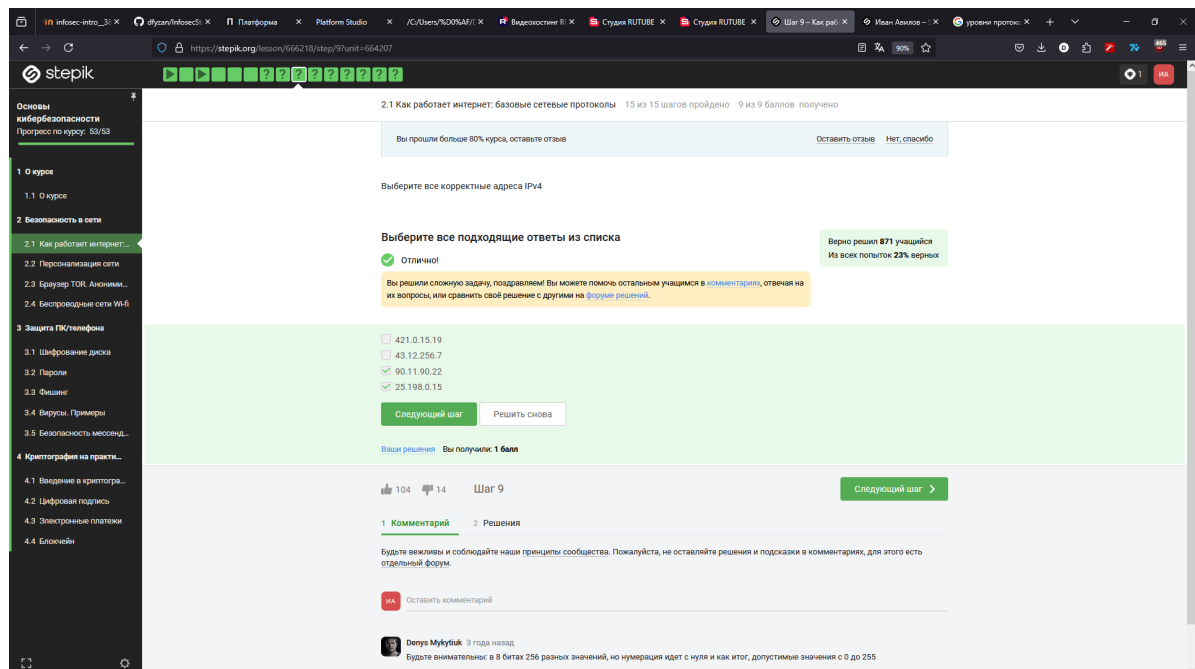 infosec-intro__3
dfyzan/InfosecS
Платформа
Platform Studio
/C:/Users/%D0%AF/
Видеохостинг R
Студия RUTUBE
Студия RUTUBE
Шаг 9 – Как раб
Иван Авилов –
уровни протоко
https://stepik.org/lesson/666218/step/9?unit=664207
90%
465
stepik
1
ИА
Основы
кибербезопасности
Прогресс по курсу: 53/53
1 О курсе
1.1 О курсе
2 Безопасность в сети
2.1 Как работает интернет:...
2.2 Персонализация сети
2.3 Браузер TOR. Аноними...
2.4 Беспроводные сети Wi-fi
3 Защита ПК/телефона
3.1 Шифрование диска
3.2 Пароли
3.3 Фишинг
3.4 Вирусы. Примеры
3.5 Безопасность мессенд...
4 Криптография на практи...
4.1 Введение в криптогра...
4.2 Цифровая подпись
4.3 Электронные платежи
4.4 Блокчейн
2.1 Как работает интернет: базовые сетевые протоколы 15 из 15 шагов пройдено 9 из 9 баллов получено
Вы прошли больше 80% курса, оставьте отзыв
Оставить отзыв Нет, спасибо
Выберите все корректные адреса IPv4
Выберите все подходящие ответы из списка
Верно решил 871 учащийся
Из всех попыток 23% верных
Отлично!
Вы решили сложную задачу, поздравляем! Вы можете помочь остальным учащимся в комментариях, отвечая на
их вопросы, или сравнить своё решение с другими на форуме решений.
421.0.15.19
43.12.256.7
90.11.90.22
25.198.0.15
Следующий шаг
Решить снова
Ваши решения Вы получили: 1 балл
104 14 Шаг 9
Следующий шаг
1 Комментарий 2 Решения
Будьте вежливы и соблюдайте наши принципы сообщества. Пожалуйста, не оставляйте решения и подсказки в комментариях, для этого есть
отдельный форум.
ИА
Оставить комментарий
Denys Mykytiuk 3 года назад
Будьте внимательны: в 8 битах 256 разных значений, но нумерация идет с нуля и как итог, допустимые значения с 0 до 255